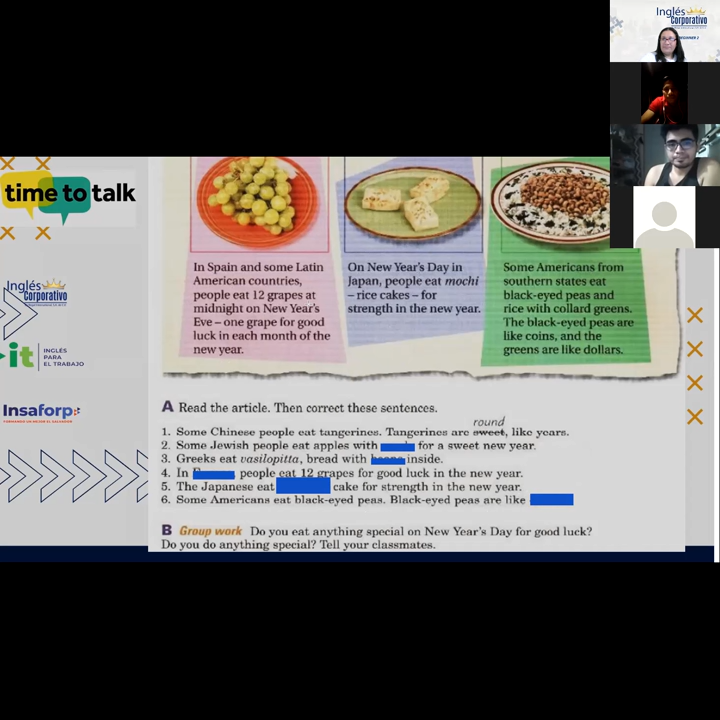 Inglés
Corporativo
BEGINNER 2
time to talk
In Spain and some Latin
American countries,
people eat 12 grapes at
midnight on New Year's
Eve – one grape for good
luck in each month of the
new year.
On New Year's Day in
Japan, people eat mochi
– rice cakes – for
strength in the new year.
Some Americans from
southern states eat
black-eyed peas and
rice with collard greens.
The black-eyed peas are
like coins, and the
greens are like dollars.
Inglés
Corporativo
it INGLÉS
PARA
EL TRABAJO
Insaforp
A Read the article. Then correct these sentences.
round
1. Some Chinese people eat tangerines. Tangerines are sweet, like years.
2. Some Jewish people eat apples with for a sweet new year.
3. Greeks eat vasilopitta, bread with inside.
4. In people eat 12 grapes for good luck in the new year.
5. The Japanese eat cake for strength in the new year.
6. Some Americans eat black-eyed peas. Black-eyed peas are like
B Group work Do you eat anything special on New Year's Day for good luck?
Do you do anything special? Tell your classmates.